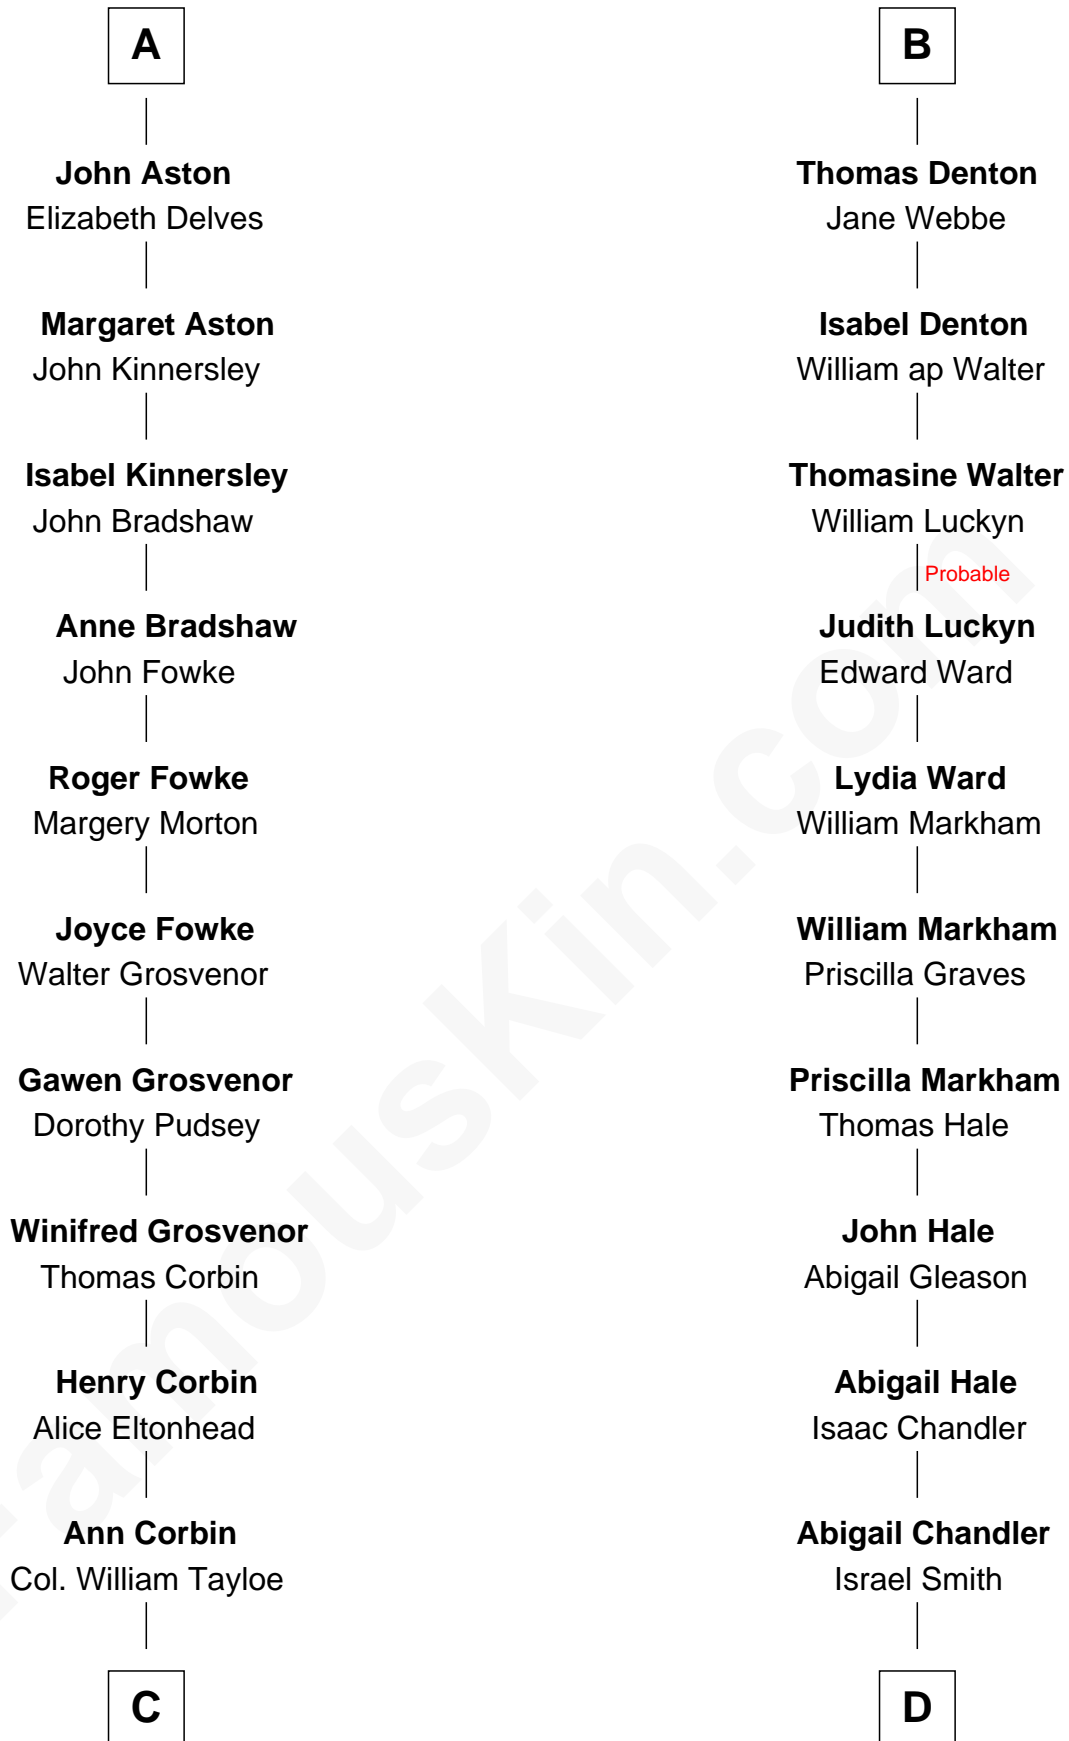 A
John Aston
Elizabeth Delves
Margaret Aston
John Kinnersley
Isabel Kinnersley
John Bradshaw
Anne Bradshaw
John Fowke
Roger Fowke
Margery Morton
Joyce Fowke
Walter Grosvenor
Gawen Grosvenor
Dorothy Pudsey
Winifred Grosvenor
Thomas Corbin
Henry Corbin
Alice Eltonhead
Ann Corbin
Col. William Tayloe
C
B
Thomas Denton
Jane Webbe
Isabel Denton
William ap Walter
Thomasine Walter
William Luckyn
Probable
Judith Luckyn
Edward Ward
Lydia Ward
William Markham
William Markham
Priscilla Graves
Priscilla Markham
Thomas Hale
John Hale
Abigail Gleason
Abigail Hale
Isaac Chandler
Abigail Chandler
Israel Smith
D
FamousKin.com